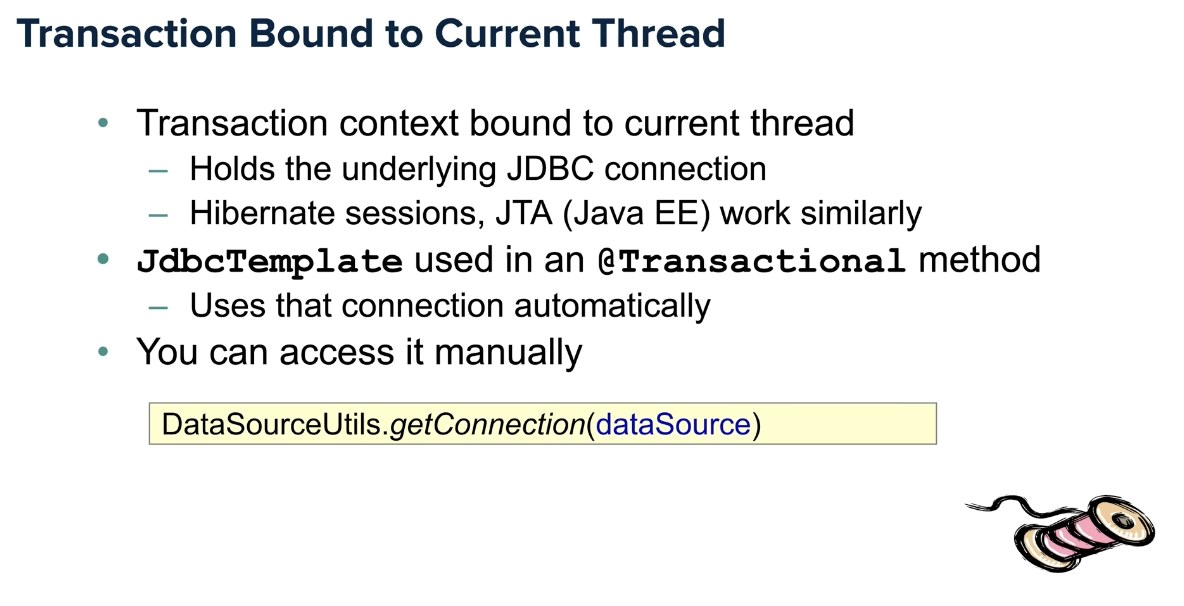 Transaction Bound to Current Thread
• Transaction context bound to current thread
– Holds the underlying JDBC connection
– Hibernate sessions, JTA (Java EE) work similarly
• JdbcTemplate used in an @Transactional method
– Uses that connection automatically
• You can access it manually
DataSourceUtils.getConnection(dataSource)